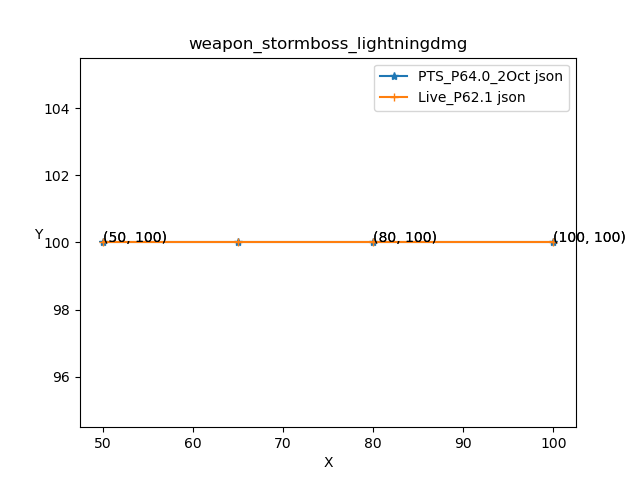 weapon_stormboss_lightningdmg
PTS_P64.0_2Oct json
Live_P62.1 json
104
102
Y
100
98
96
(50, 100)
(80, 100)
(100, 100)
50
60
70
80
90
100
X